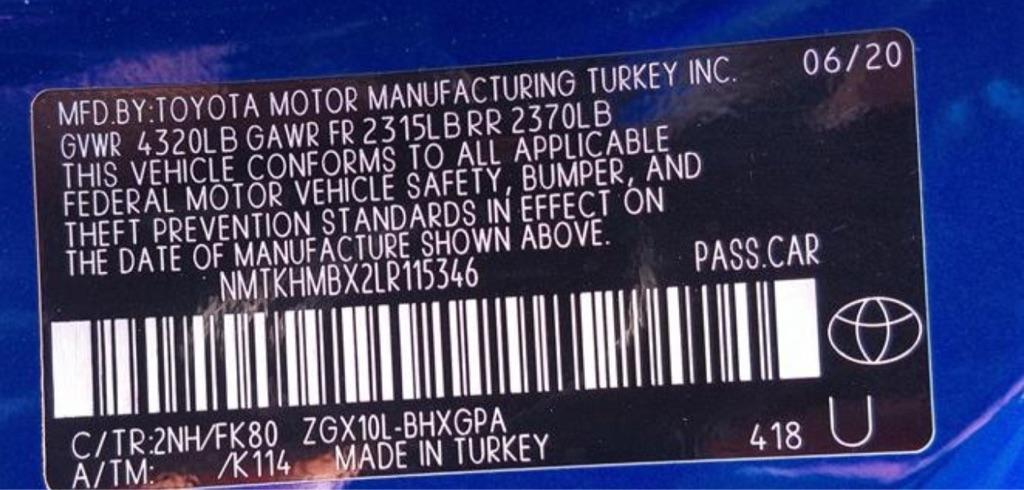 06/20
MFD.BY:TOYOTA MOTOR MANUFACTURING TURKEY INC.
GVWR 4320LB GAWR FR 2315LB RR 2370LB
THIS VEHICLE CONFORMS TO ALL APPLICABLE
FEDERAL MOTOR VEHICLE SAFETY, BUMPER, AND
THEFT PREVENTION STANDARDS IN EFFECT ON
THE DATE OF MANUFACTURE SHOWN ABOVE.
NMTKHMBX2LR115346 PASS.CAR
C/TR:2NH/FK80 ZGX10L-BHXGPA
A/TM: /K114 MADE IN TURKEY 418 U